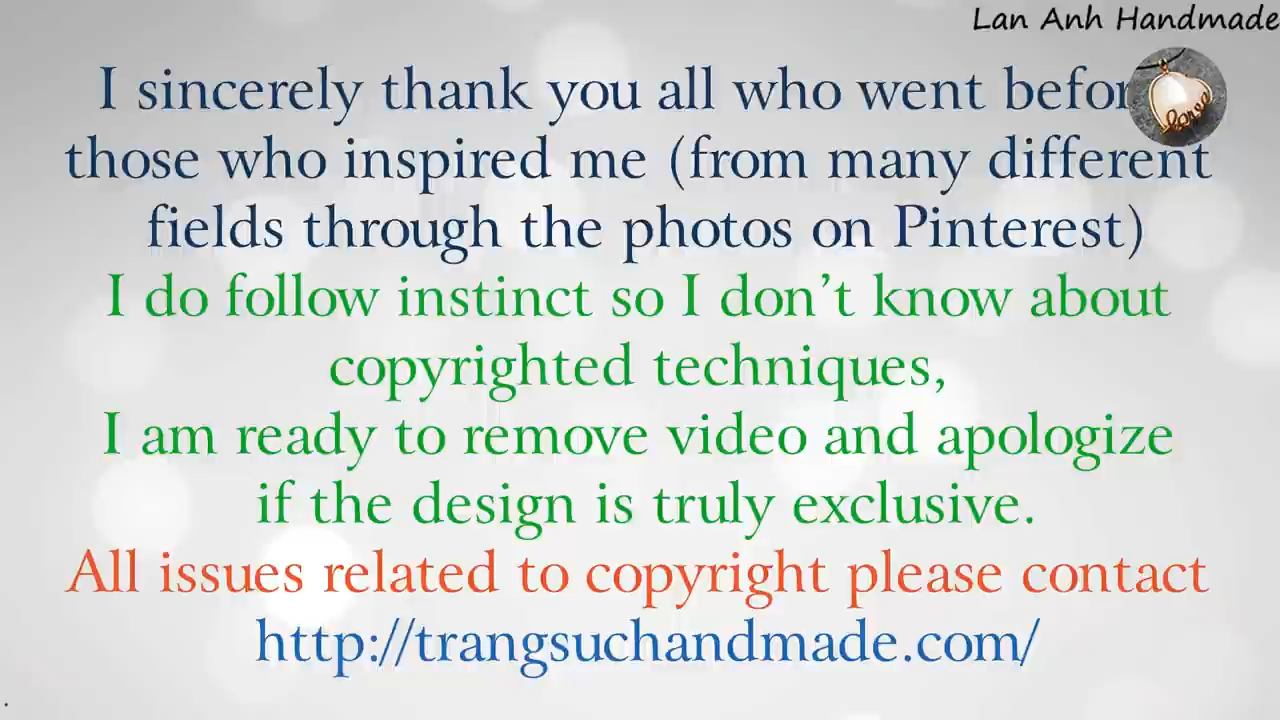 Lan Anh Handmade
I sincerely thank you all who went befor
those who inspired me (from many different
fields through the photos on Pinterest)
I do follow instinct so I don't know about
copyrighted techniques,
I am ready to remove video and apologize
if the design is truly exclusive.
All issues related to copyright please contact
http://trangsuchandmade.com/